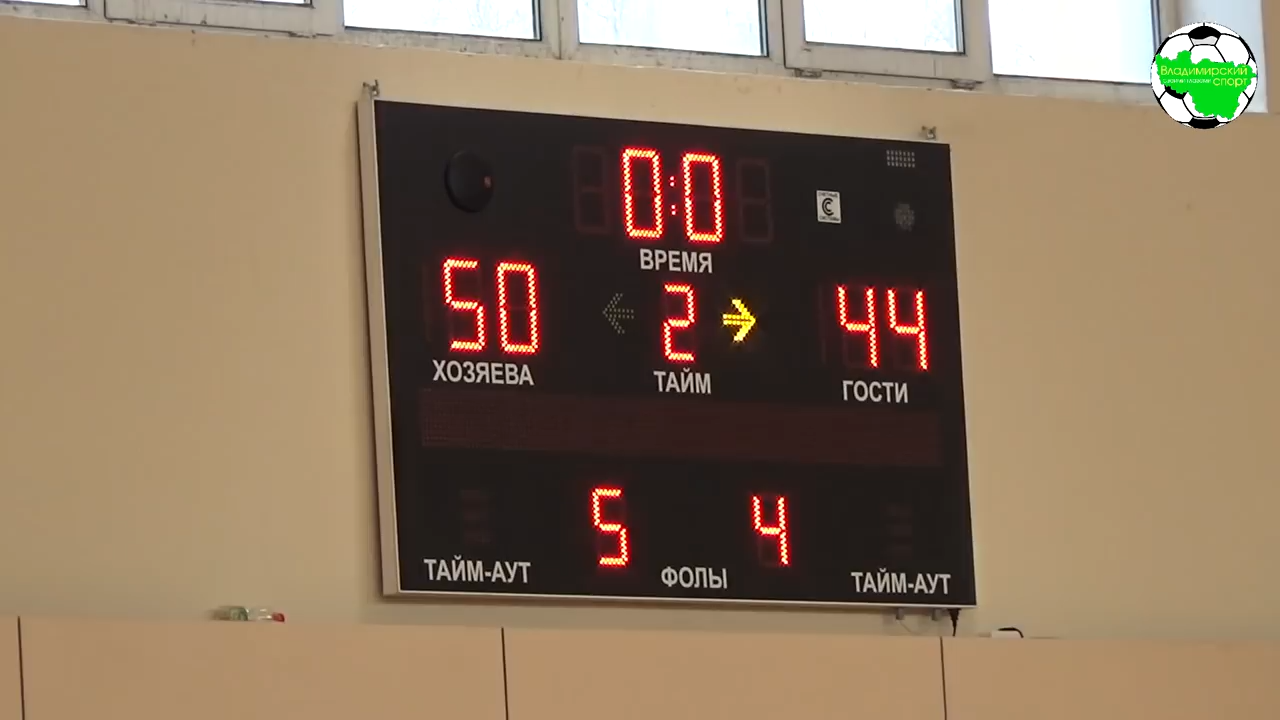 Владимирский
спорт
0:0
ВРЕМЯ
50 2 44
ХОЗЯЕВА ТАЙМ ГОСТИ
5 4
ТАЙМ-АУТ ФОЛЫ ТАЙМ-АУТ